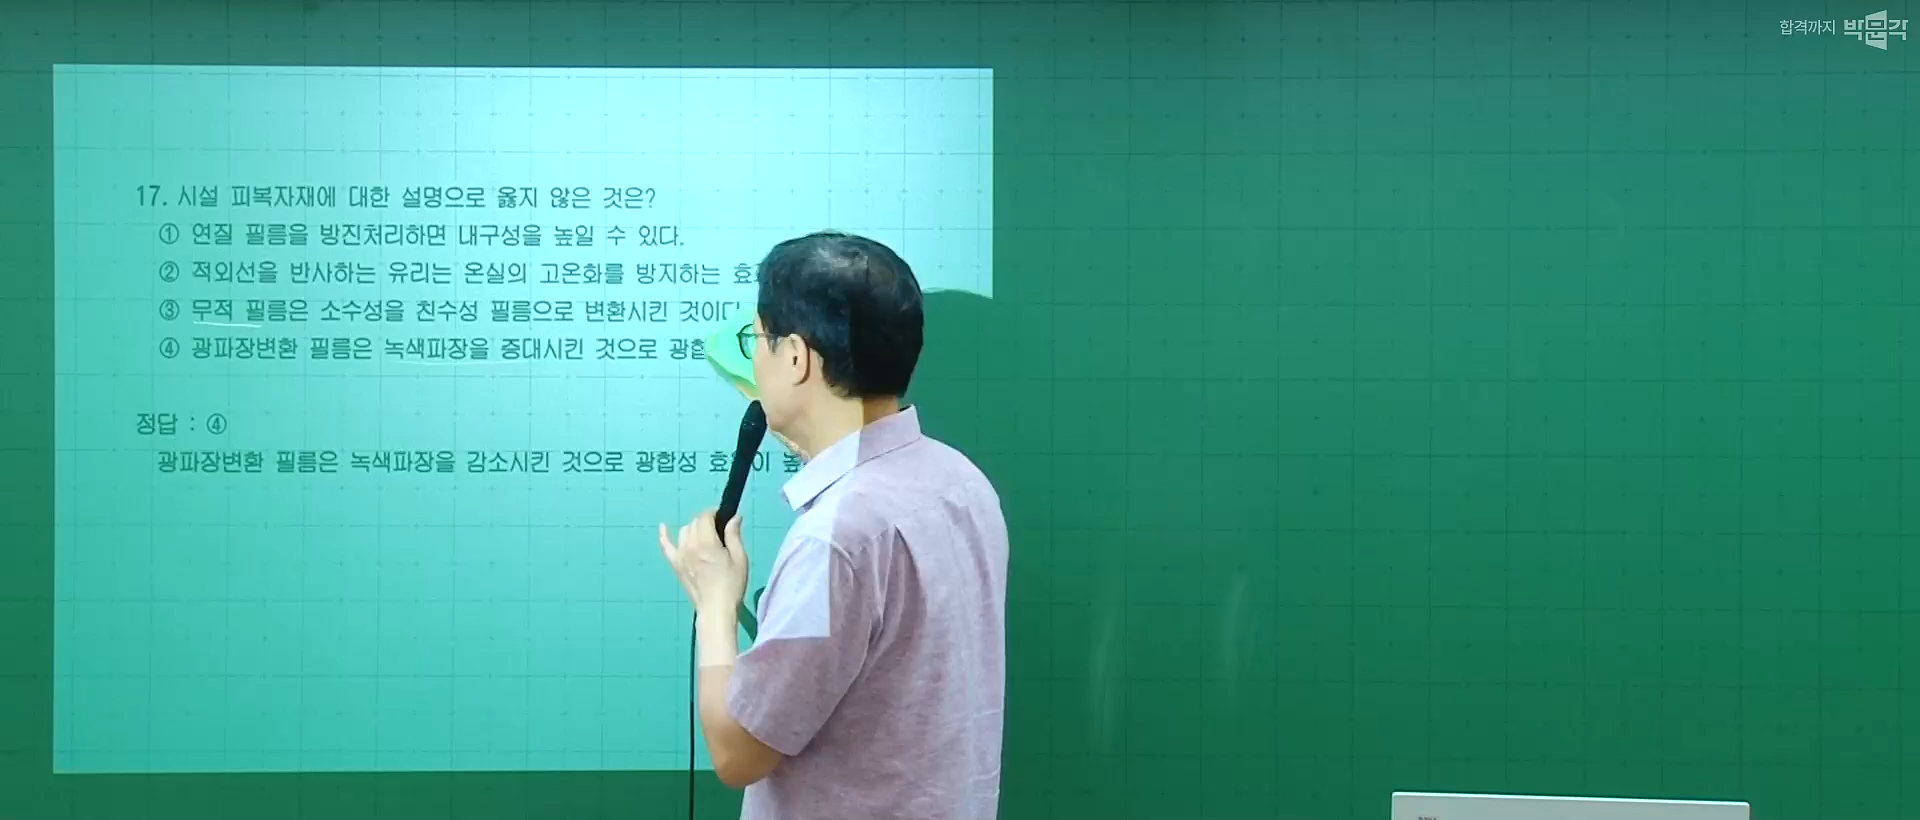 합격까지 박문각
17. 시설 피복자재에 대한 설명으로 옳지 않은 것은?
① 연질 필름을 방진처리하면 내구성을 높일 수 있다.
② 적외선을 반사하는 유리는 온실의 고온화를 방지하는
③ 무적 필름은 소수성을 친수성 필름으로 변환시킨 것이다
④ 광파장변환 필름은 녹색파장을 증대시킨 것으로
정답 : ④
광파장변환 필름은 녹색파장을 감소시킨 것으로 광합성